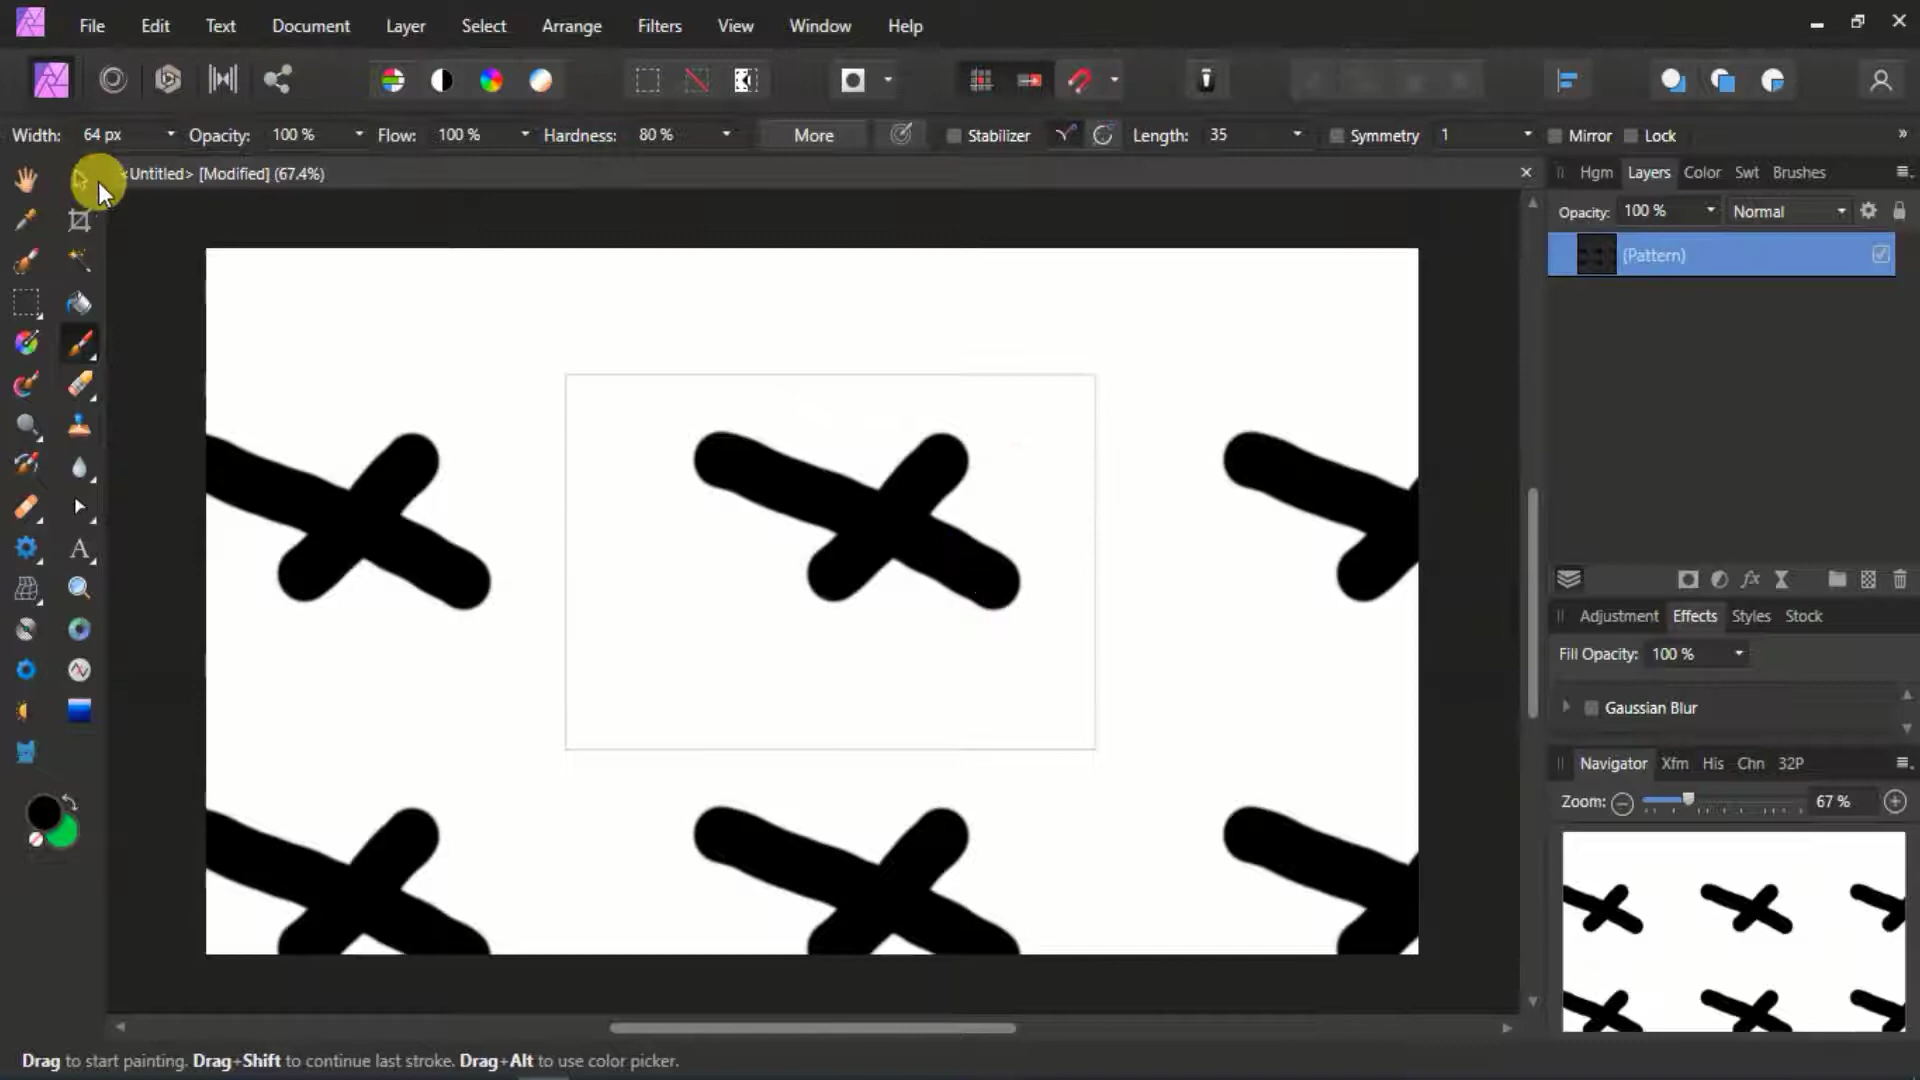 File Edit Text Document Layer Select Arrange Filters View Window Help
Width: 64 px Opacity: 100 % Flow: 100 % Hardness: 80 % More Stabilizer Length: 35 Symmetry 1 Mirror Lock »
<Untitled> [Modified] (67.4%)
Hgm Layers Color Swt Brushes
Opacity: 100 % Normal
(Pattern)
fx
Adjustment Effects Styles Stock
Fill Opacity: 100 %
Gaussian Blur
Navigator Xfm His Chn 32P
Zoom: 67 %
A
Drag to start painting. Drag+Shift to continue last stroke. Drag+Alt to use color picker.